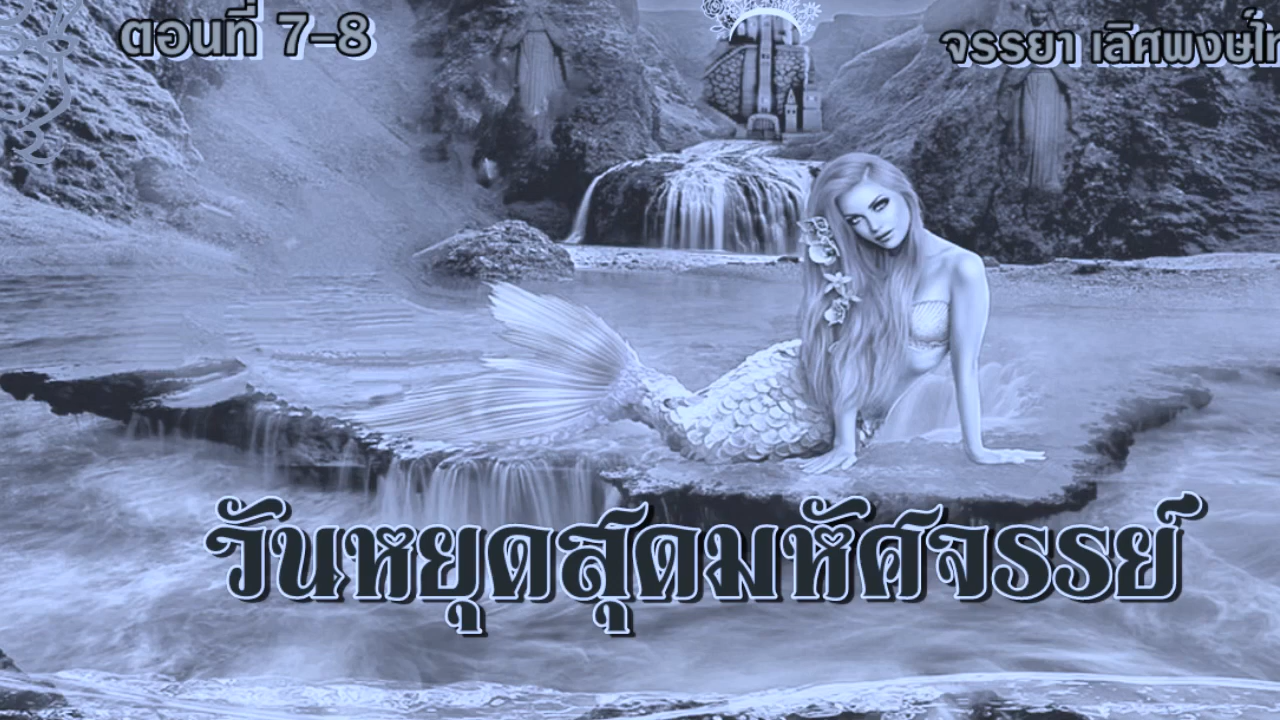 ตอนที่ 7-8
จรรยา เลิศพงษ์ไท
วันหยุดสุดมหัศจรรย์